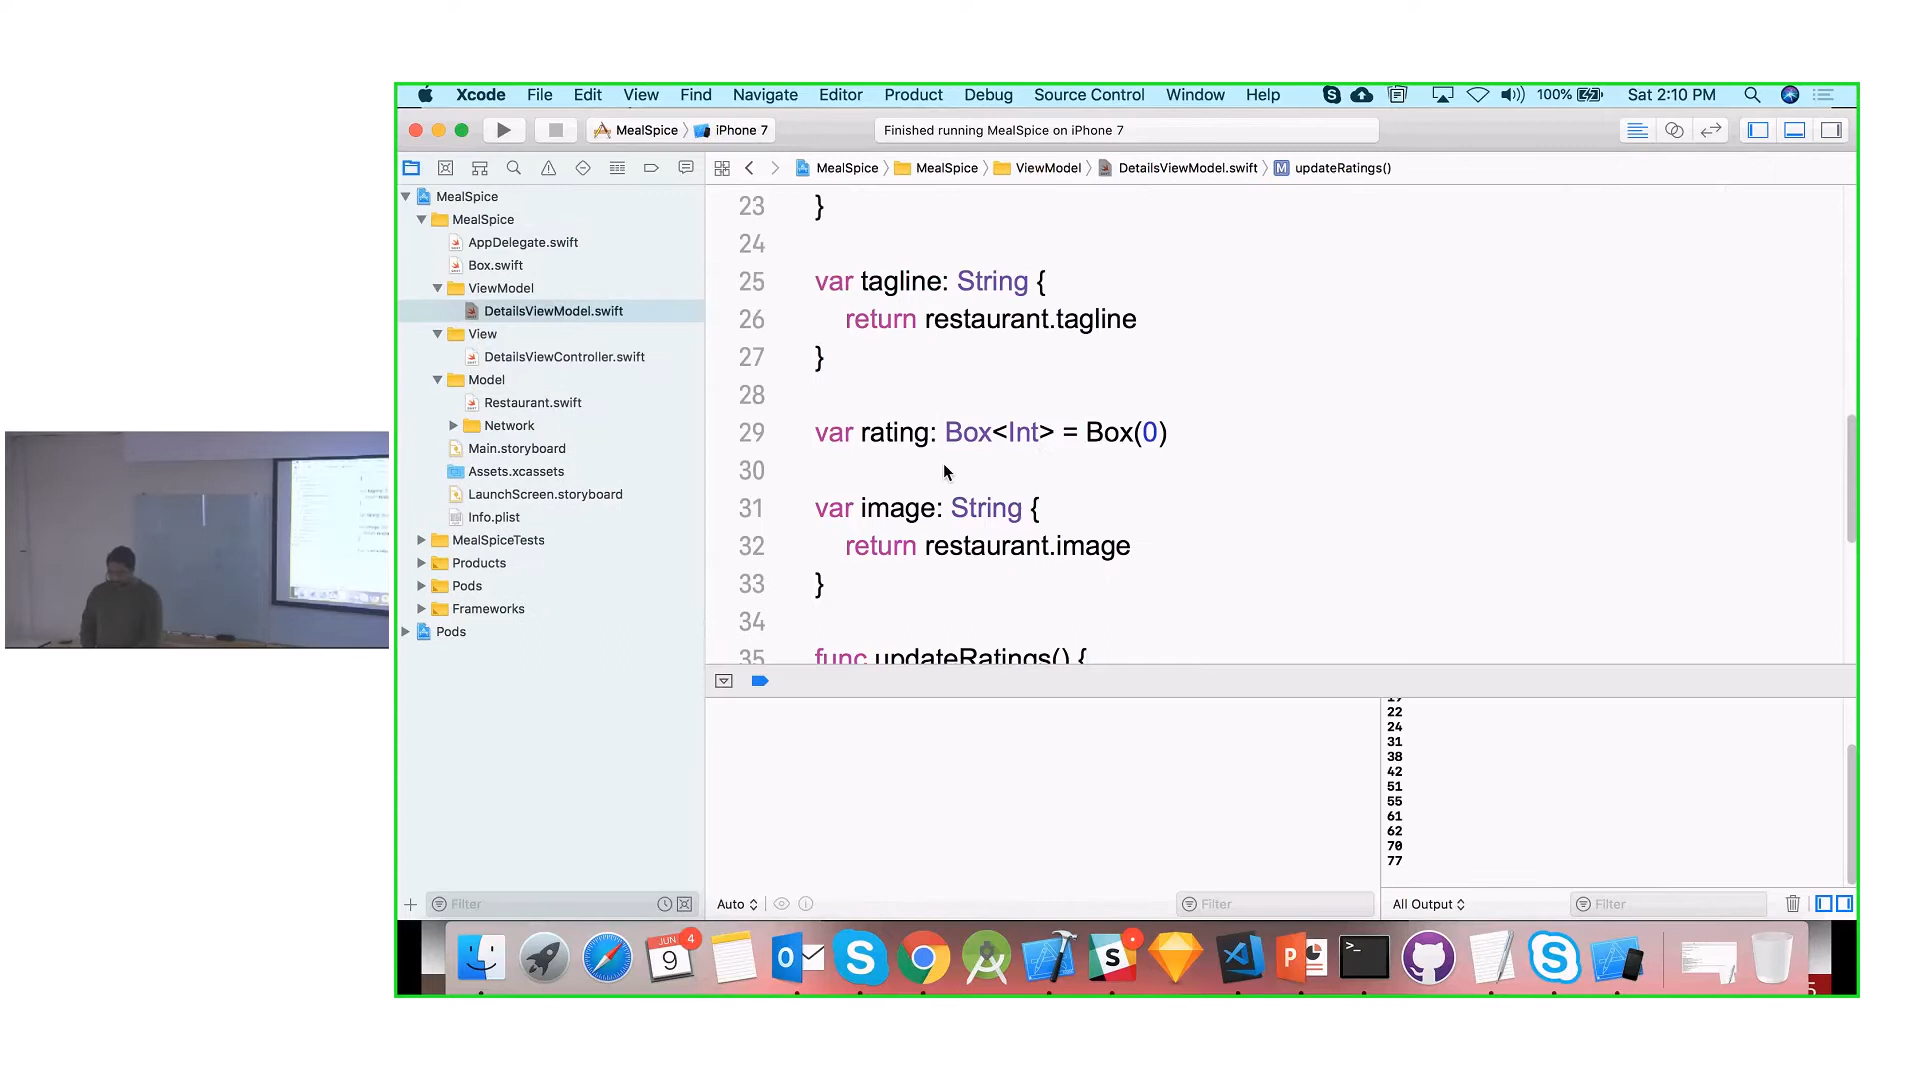 Xcode File Edit View Find Navigate Editor Product Debug Source Control Window Help 100% Sat 2:10 PM
MealSpice iPhone 7 Finished running MealSpice on iPhone 7
MealSpice MealSpice ViewModel DetailsViewModel.swift M updateRatings()
MealSpice
MealSpice
AppDelegate.swift
Box.swift
ViewModel
DetailsViewModel.swift
View
DetailsViewController.swift
Model
Restaurant.swift
Network
Main.storyboard
Assets.xcassets
LaunchScreen.storyboard
Info.plist
MealSpiceTests
Products
Pods
Frameworks
Pods
23 }
24
25 var tagline: String {
26 return restaurant.tagline
27 }
28
29 var rating: Box<Int> = Box(0)
30
31 var image: String {
32 return restaurant.image
33 }
34
35 func updateRatings() {
22
24
31
38
42
51
55
61
62
70
77
Filter Auto Filter All Output Filter
JUN 4
9